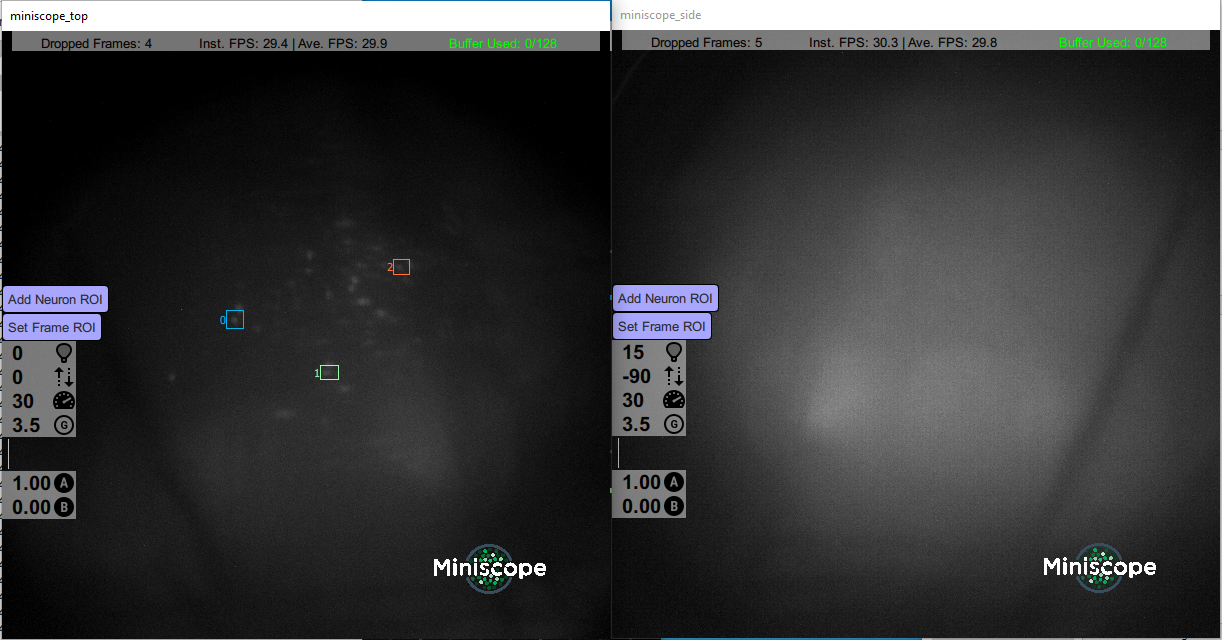 miniscope_top
Dropped Frames: 4 Inst. FPS: 29.4 | Ave. FPS: 29.9 Buffer Used: 0/128
2
0
1
Add Neuron ROI
Set Frame ROI
0
0
30
3.5 G
1.00 A
0.00 B
Miniscope
miniscope_side
Dropped Frames: 5 Inst. FPS: 30.3 | Ave. FPS: 29.8 Buffer Used: 0/128
Add Neuron ROI
Set Frame ROI
15
-90
30
3.5 G
1.00 A
0.00 B
Miniscope